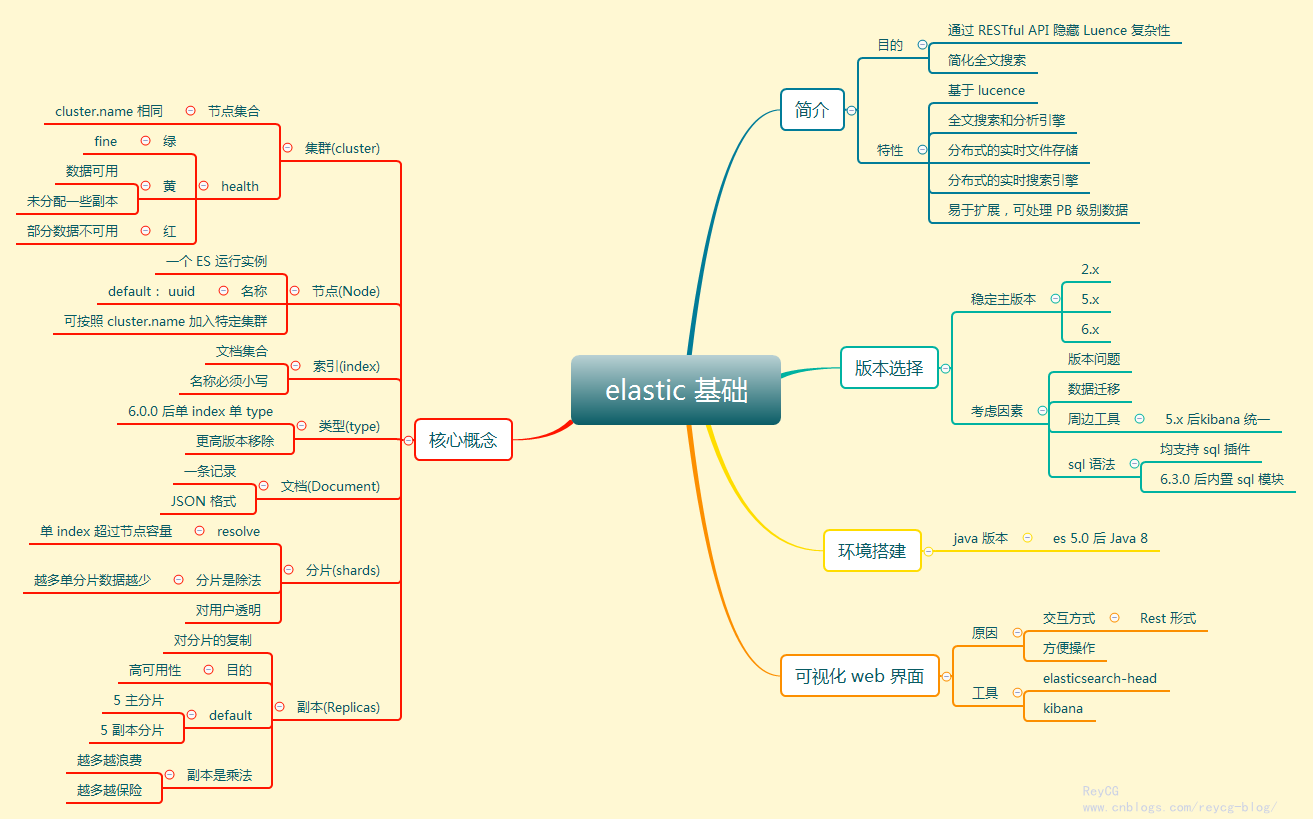 elastic 基础
简介
目的
通过 RESTful API 隐藏 Luence 复杂性
简化全文搜索
特性
基于 lucence
全文搜索和分析引擎
分布式的实时文件存储
分布式的实时搜索引擎
易于扩展，可处理 PB 级别数据
版本选择
稳定主版本
2.x
5.x
6.x
考虑因素
版本问题
数据迁移
周边工具
5.x 后kibana 统一
sql 语法
均支持 sql 插件
6.3.0 后内置 sql 模块
环境搭建
java 版本
es 5.0 后 Java 8
可视化 web 界面
原因
交互方式
Rest 形式
方便操作
工具
elasticsearch-head
kibana
核心概念
集群(cluster)
节点集合
cluster.name 相同
health
绿
fine
黄
数据可用
未分配一些副本
红
部分数据不可用
节点(Node)
一个 ES 运行实例
名称
default： uuid
可按照 cluster.name 加入特定集群
索引(index)
文档集合
名称必须小写
类型(type)
6.0.0 后单 index 单 type
更高版本移除
文档(Document)
一条记录
JSON 格式
分片(shards)
resolve
单 index 超过节点容量
分片是除法
越多单分片数据越少
对用户透明
副本(Replicas)
对分片的复制
目的
高可用性
default
5 主分片
5 副本分片
副本是乘法
越多越浪费
越多越保险
ReyCG
www.cnblogs.com/reycg-blog/